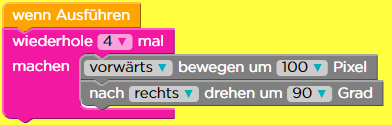 wenn Ausführen
wiederhole 4 mal
machen vorwärts bewegen um 100 Pixel
nach rechts drehen um 90 Grad